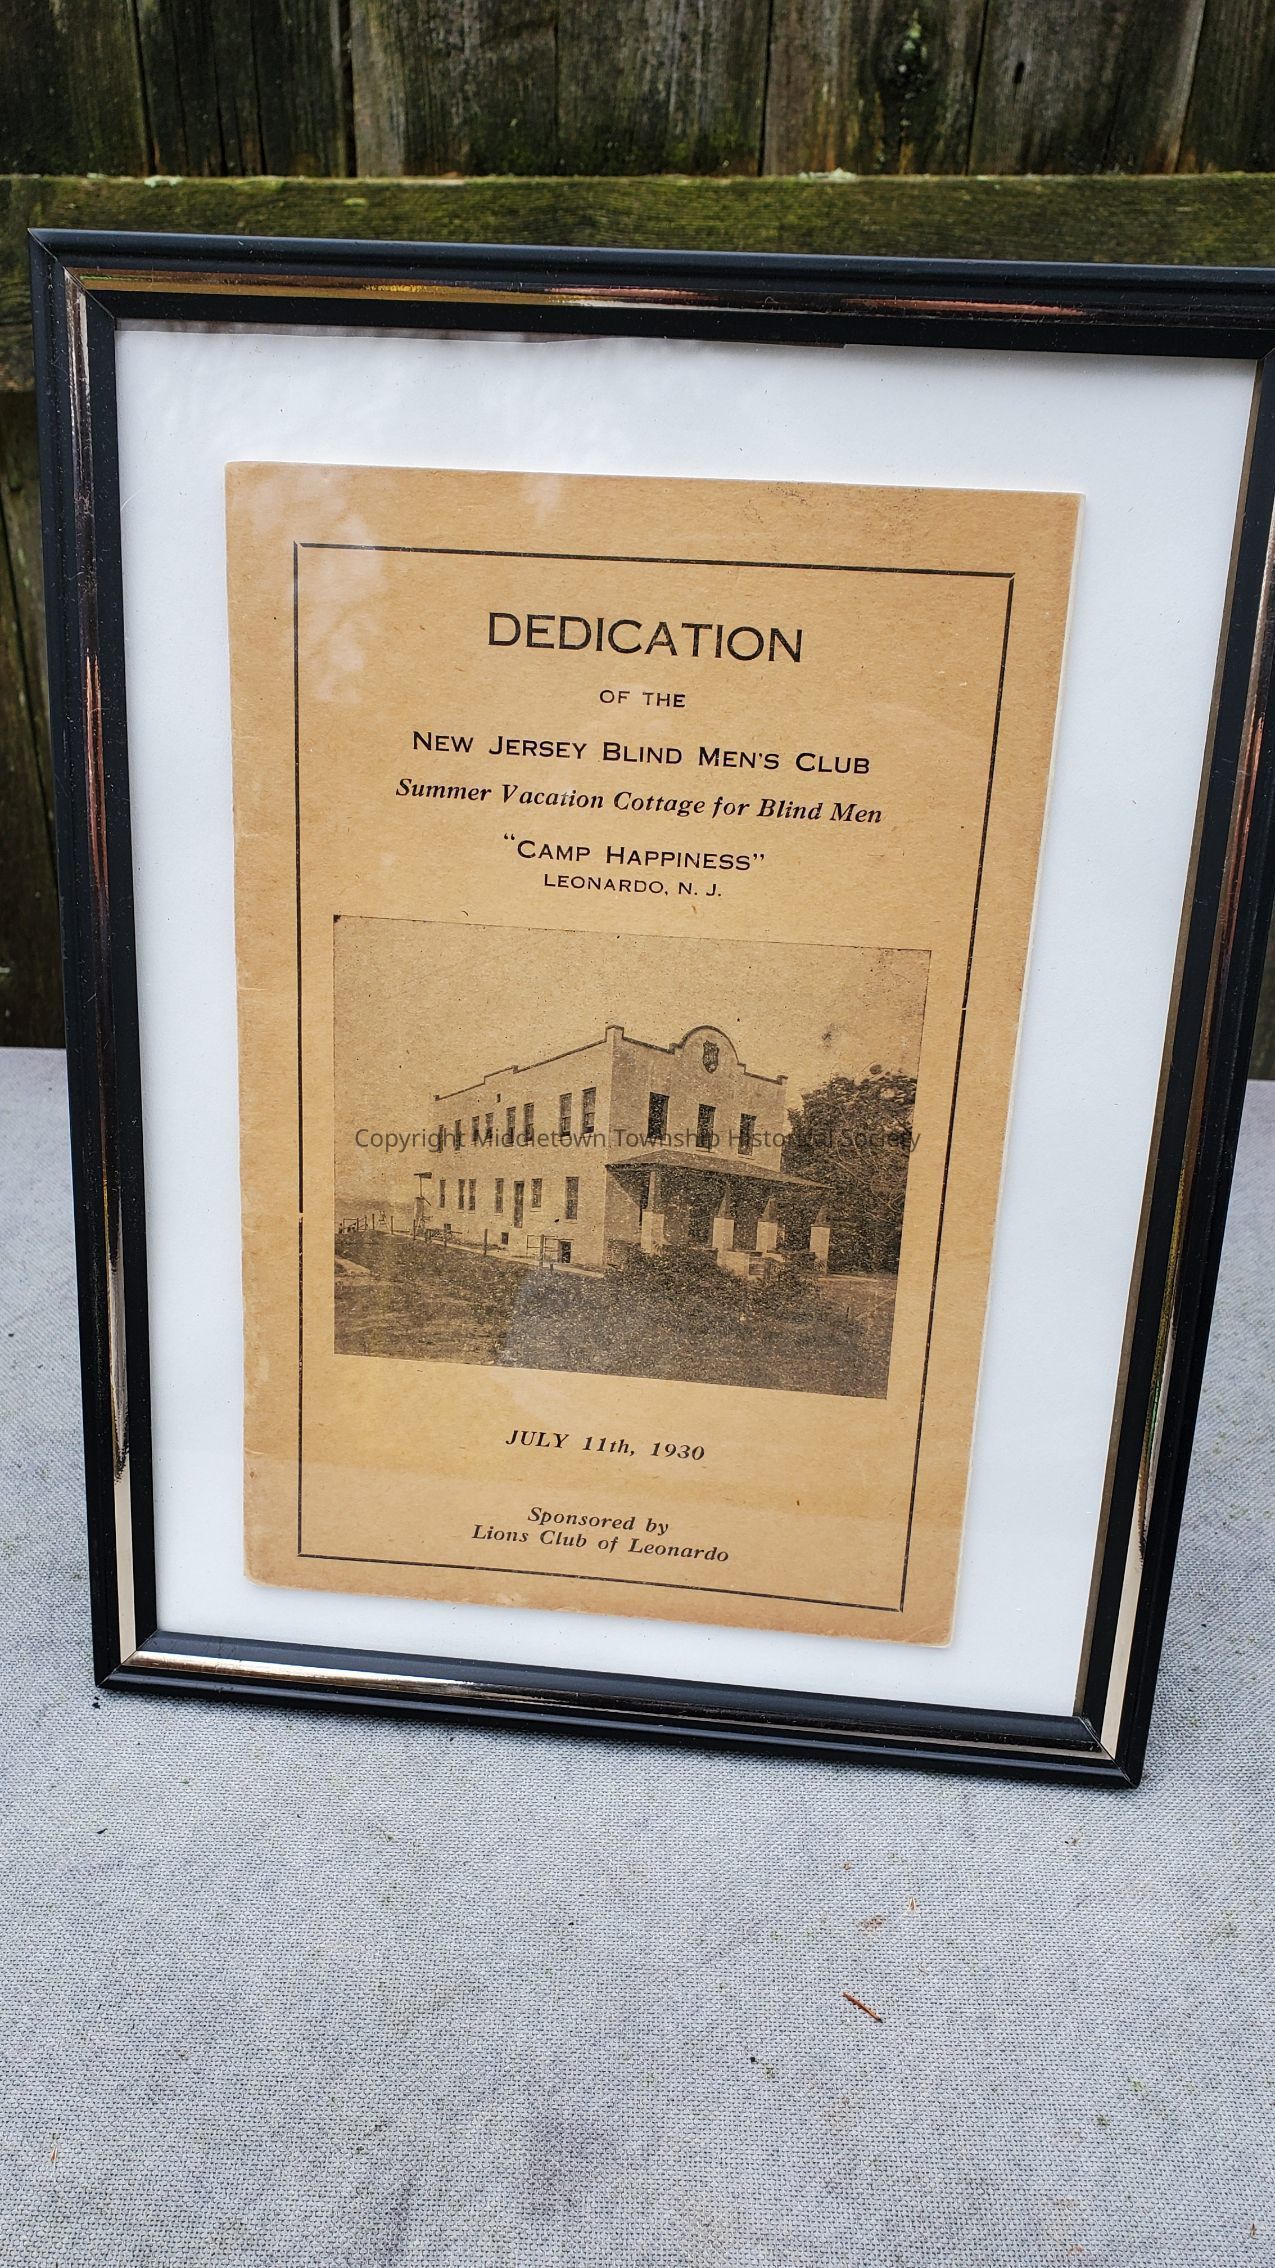 DEDICATION
OF THE
NEW JERSEY BLIND MEN'S CLUB
Summer Vacation Cottage for Blind Men
"CAMP HAPPINESS"
LEONARDO, N. J.
Copyright Middletown Township Historical Society
JULY 11th, 1930
Sponsored by
Lions Club of Leonardo